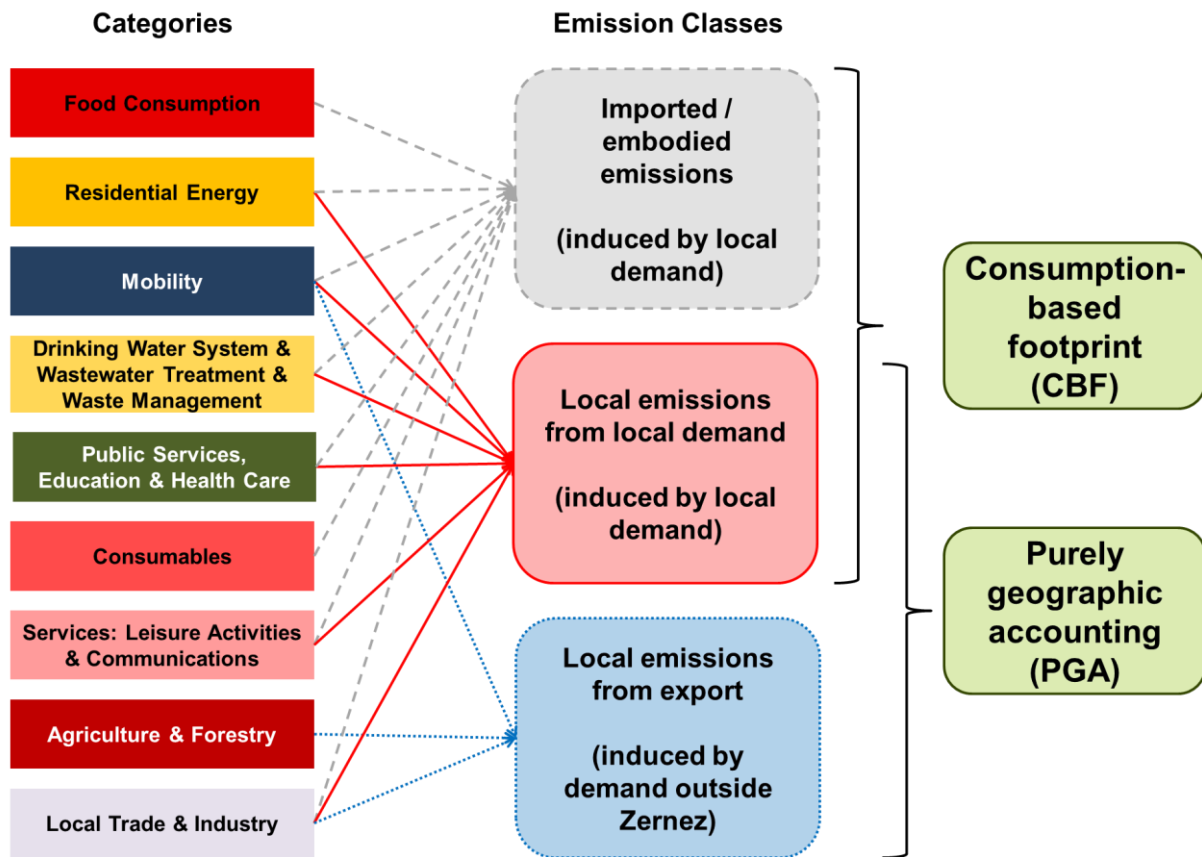 Categories
Emission Classes
Food Consumption
Residential Energy
Mobility
Drinking Water System &
Wastewater Treatment &
Waste Management
Public Services,
Education & Health Care
Consumables
Services: Leisure Activities
& Communications
Agriculture & Forestry
Local Trade & Industry
Imported /
embodied
emissions
(induced by local
demand)
Local emissions
from local demand
(induced by local
demand)
Local emissions
from export
(induced by
demand outside
Zernez)
Consumption-
based
footprint
(CBF)
Purely
geographic
accounting
(PGA)